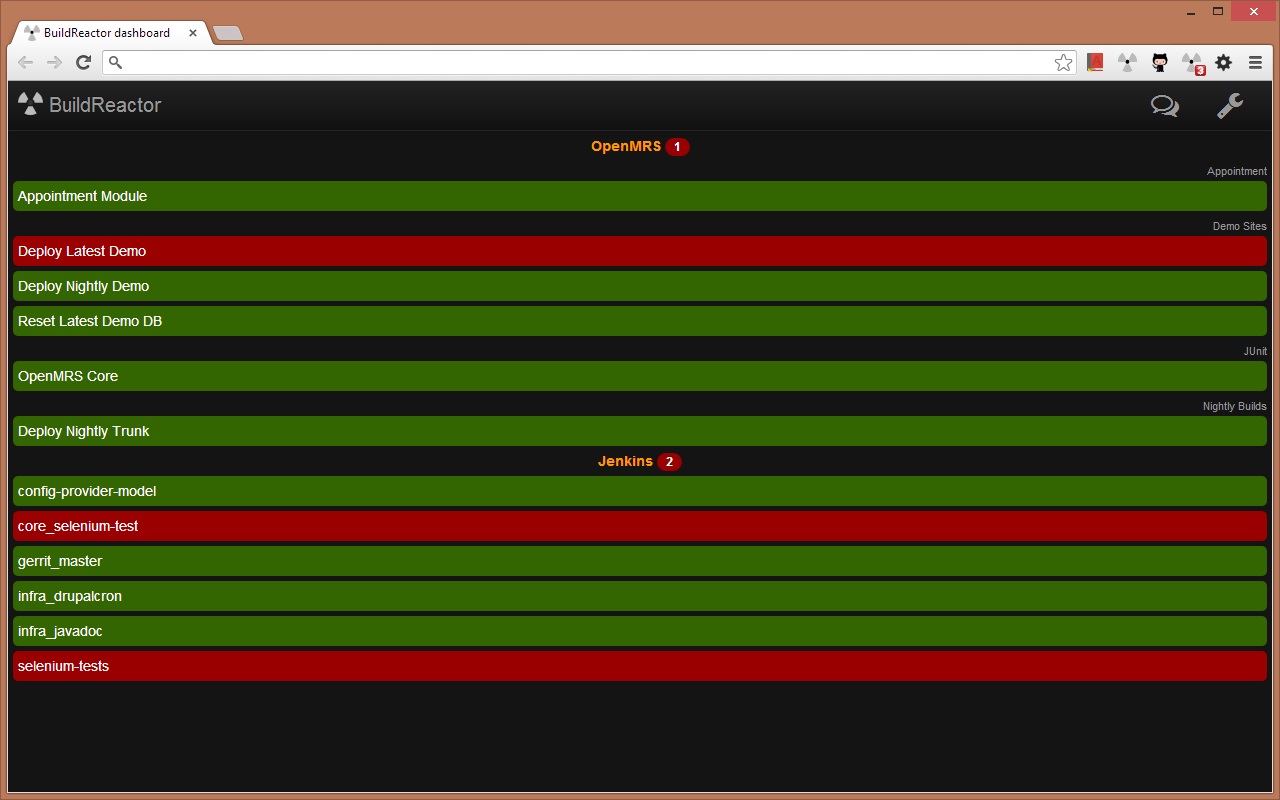 BuildReactor dashboard
3
BuildReactor
OpenMRS 1
Appointment
Appointment Module
Demo Sites
Deploy Latest Demo
Deploy Nightly Demo
Reset Latest Demo DB
JUnit
OpenMRS Core
Nightly Builds
Deploy Nightly Trunk
Jenkins 2
config-provider-model
core_selenium-test
gerrit_master
infra_drupalcron
infra_javadoc
selenium-tests